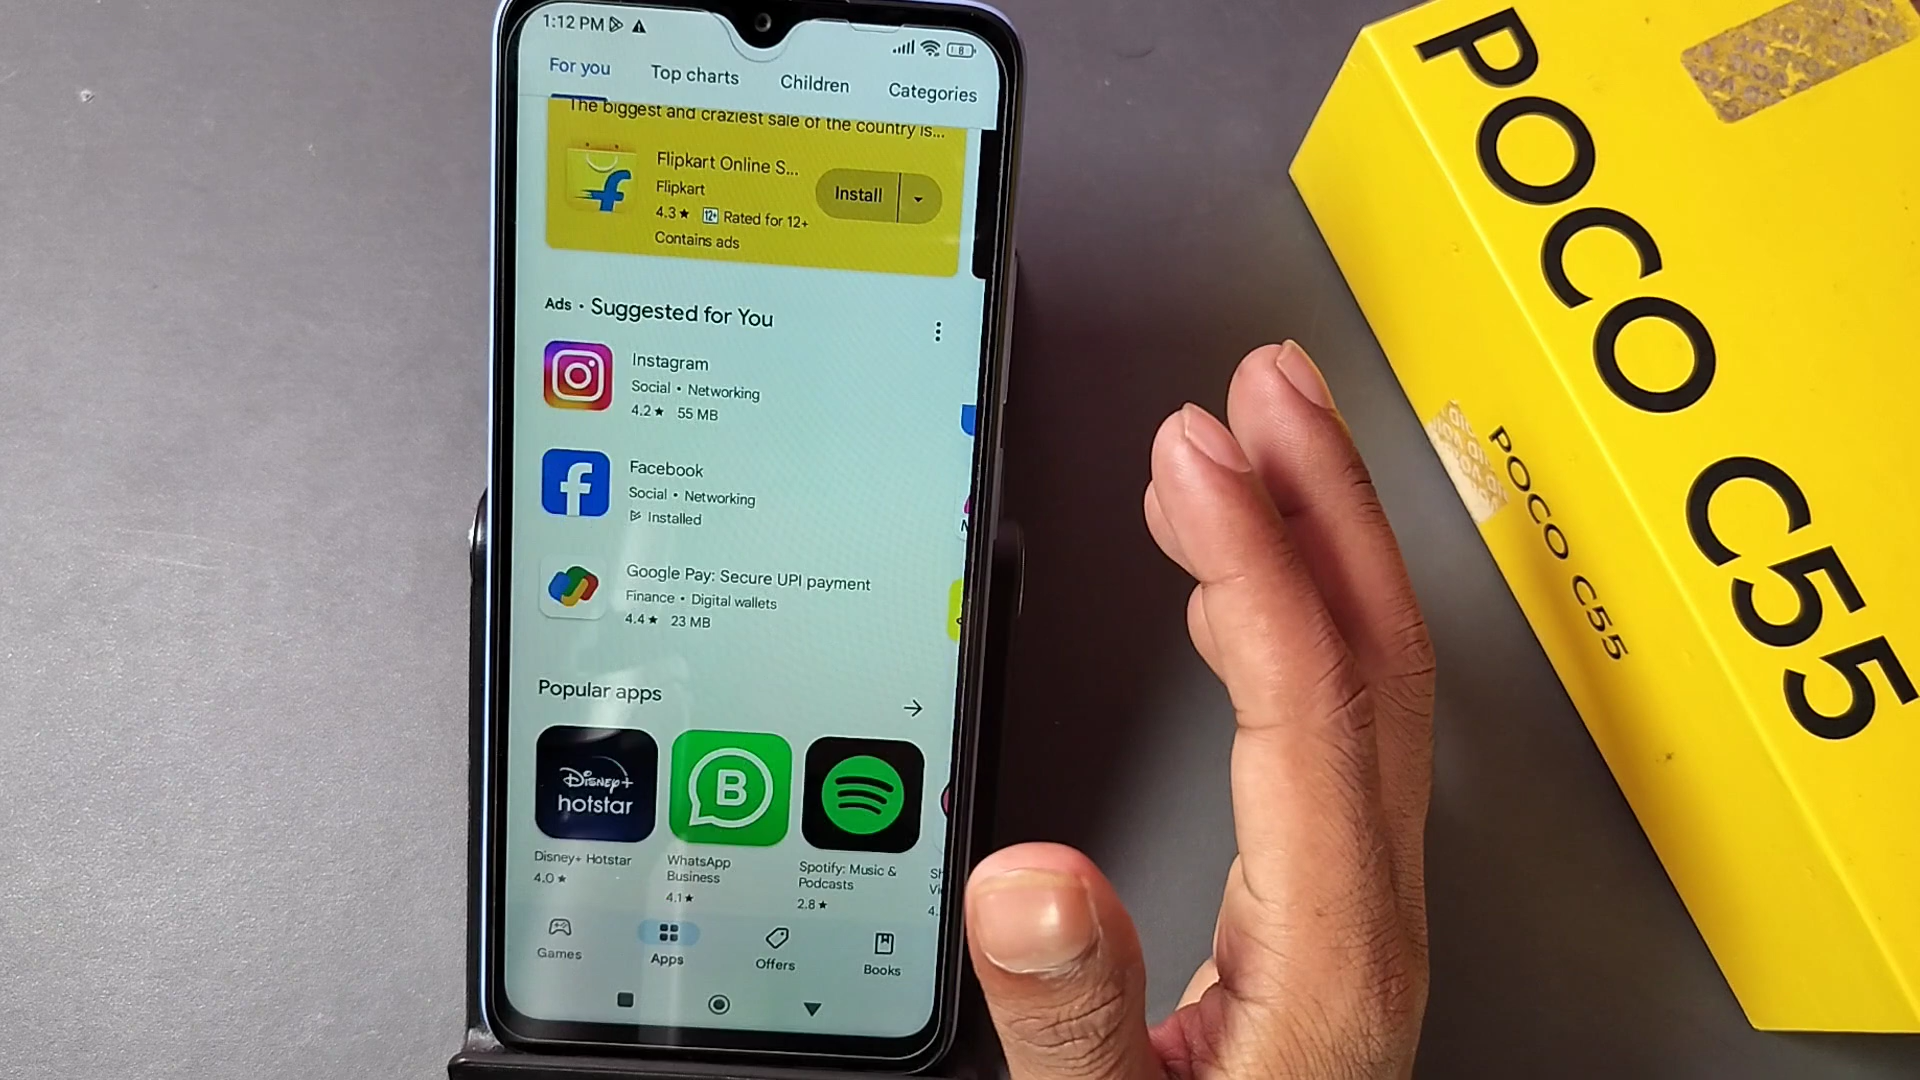 1:12 PM
8
For you
Top charts
Children
Categories
The biggest and craziest sale of the country is...
Flipkart Online S...
Flipkart
4.3★ 12+ Rated for 12+
Contains ads
Install
Ads • Suggested for You
Instagram
Social • Networking
4.2★ 55 MB
Facebook
Social • Networking
Installed
Google Pay: Secure UPI payment
Finance • Digital wallets
4.4★ 23 MB
Popular apps
Disney+
hotstar
B
Disney+ Hotstar
4.0★
WhatsApp
Business
4.1★
Spotify: Music &
Podcasts
2.8★
4.
Games
Apps
Offers
Books
POCO C55
POCO C55